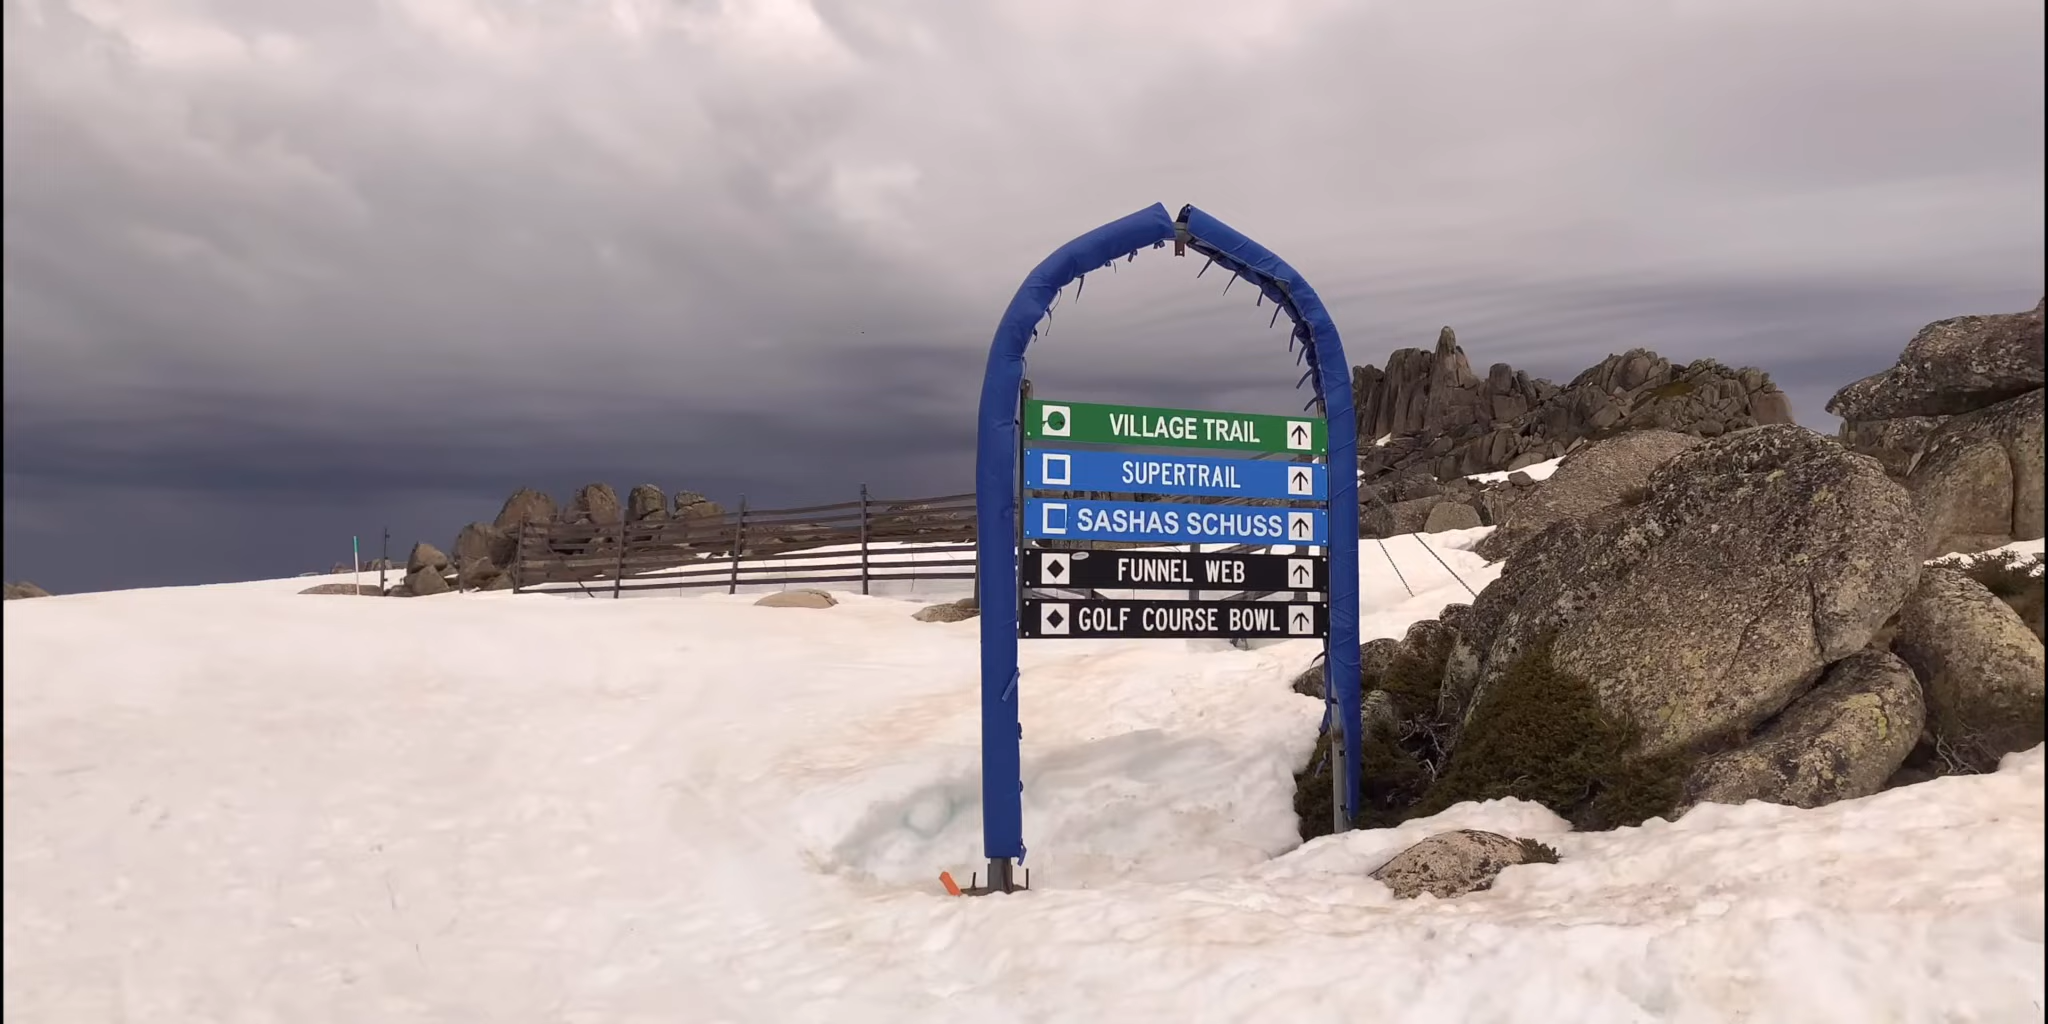 VILLAGE TRAIL
SUPERTRAIL
SASHAS SCHUSS
FUNNEL WEB
GOLF COURSE BOWL